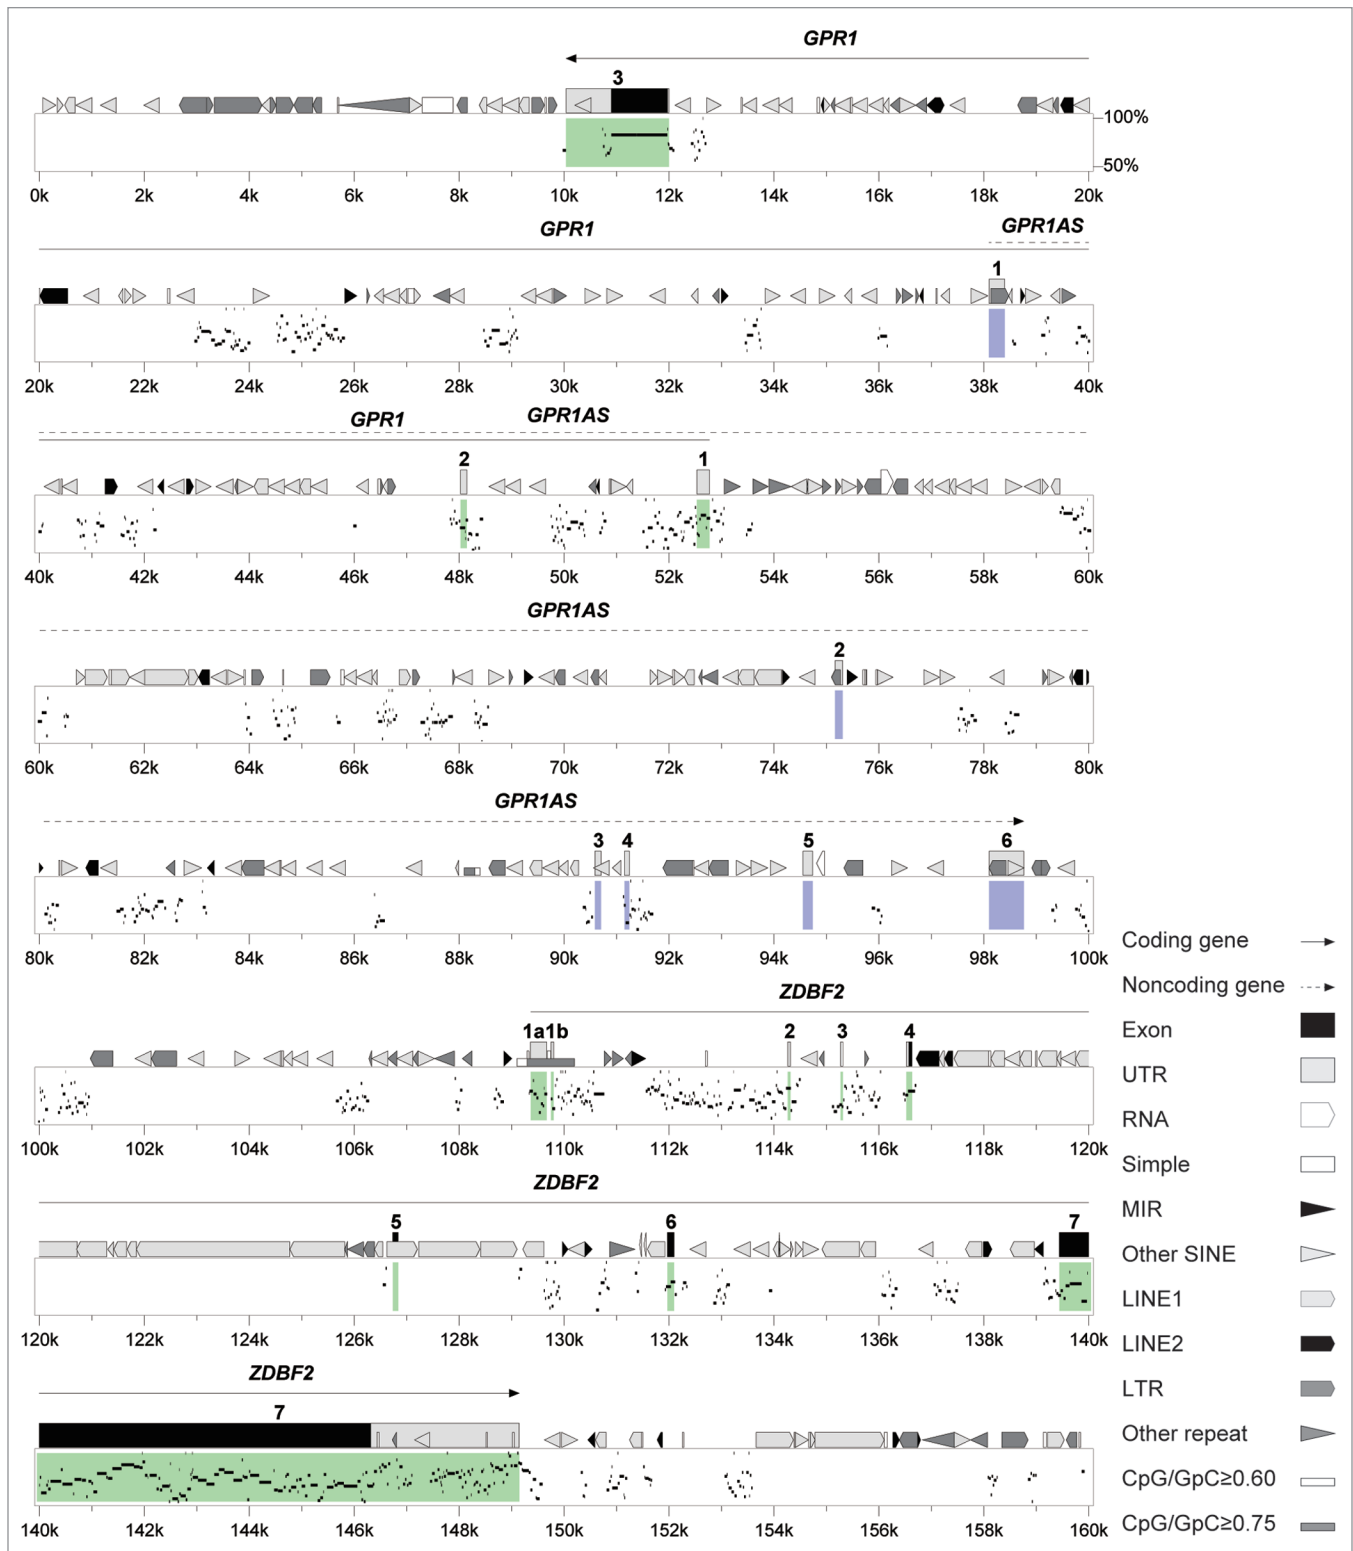 GPR1
3
100%
50%
0k 2k 4k 6k 8k 10k 12k 14k 16k 18k 20k
GPR1 GPR1AS
1
20k 22k 24k 26k 28k 30k 32k 34k 36k 38k 40k
GPR1 GPR1AS
2 1
40k 42k 44k 46k 48k 50k 52k 54k 56k 58k 60k
GPR1AS
2
60k 62k 64k 66k 68k 70k 72k 74k 76k 78k 80k
GPR1AS
3 4 5 6
80k 82k 84k 86k 88k 90k 92k 94k 96k 98k 100k
ZDBF2
1a1b 2 3 4
100k 102k 104k 106k 108k 110k 112k 114k 116k 118k 120k
ZDBF2
5 6 7
120k 122k 124k 126k 128k 130k 132k 134k 136k 138k 140k
ZDBF2
7
140k 142k 144k 146k 148k 150k 152k 154k 156k 158k 160k
Coding gene
Noncoding gene
Exon
UTR
RNA
Simple
MIR
Other SINE
LINE1
LINE2
LTR
Other repeat
CpG/GpC≥0.60
CpG/GpC≥0.75